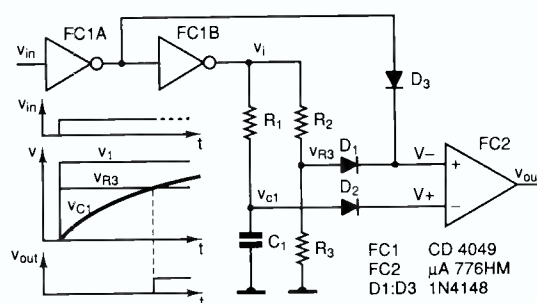 FC1A
FC1B
v_in
v_i
D₃
FC2
v_in
t
R₁
R₂
v
v₁
v_R3
D₁
V−
+
v_R3
v_C1
v_c1
D₂
V+
−
v_ou
t
C₁
R₃
v_out
t
FC1 CD 4049
FC2 µA 776HM
D1:D3 1N4148